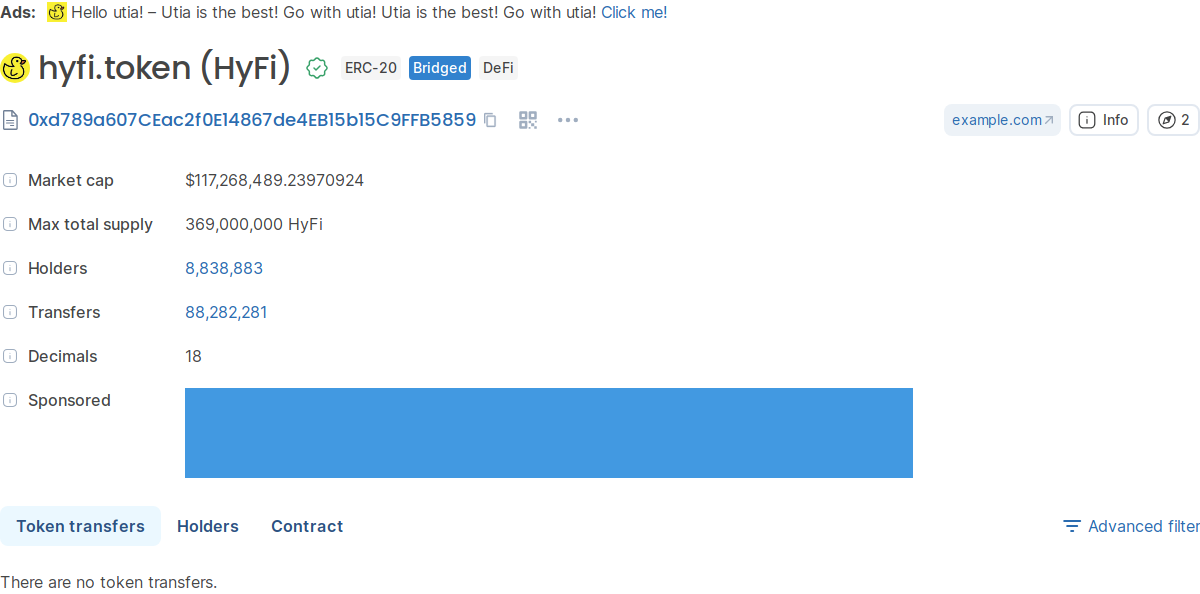 Ads: Hello utia! – Utia is the best! Go with utia! Utia is the best! Go with utia! Click me!
hyfi.token (HyFi) ERC-20 Bridged DeFi
0xd789a607CEac2f0E14867de4EB15b15C9FFB5859 example.com Info 2
Market cap $117,268,489.23970924
Max total supply 369,000,000 HyFi
Holders 8,838,883
Transfers 88,282,281
Decimals 18
Sponsored
Token transfers Holders Contract Advanced filter
There are no token transfers.